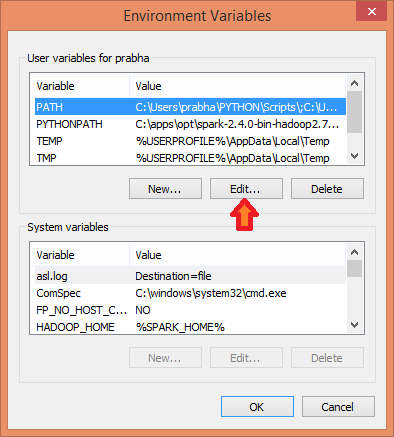 Environment Variables
User variables for prabha
Variable Value
PATH C:\Users\prabha\PYTHON\Scripts\;C:\U...
PYTHONPATH C:\apps\opt\spark-2.4.0-bin-hadoop2.7...
TEMP %USERPROFILE%\AppData\Local\Temp
TMP %USERPROFILE%\AppData\Local\Temp
New... Edit... Delete
System variables
Variable Value
asl.log Destination=file
ComSpec C:\windows\system32\cmd.exe
FP_NO_HOST_C... NO
HADOOP_HOME %SPARK_HOME%
New... Edit... Delete
OK Cancel